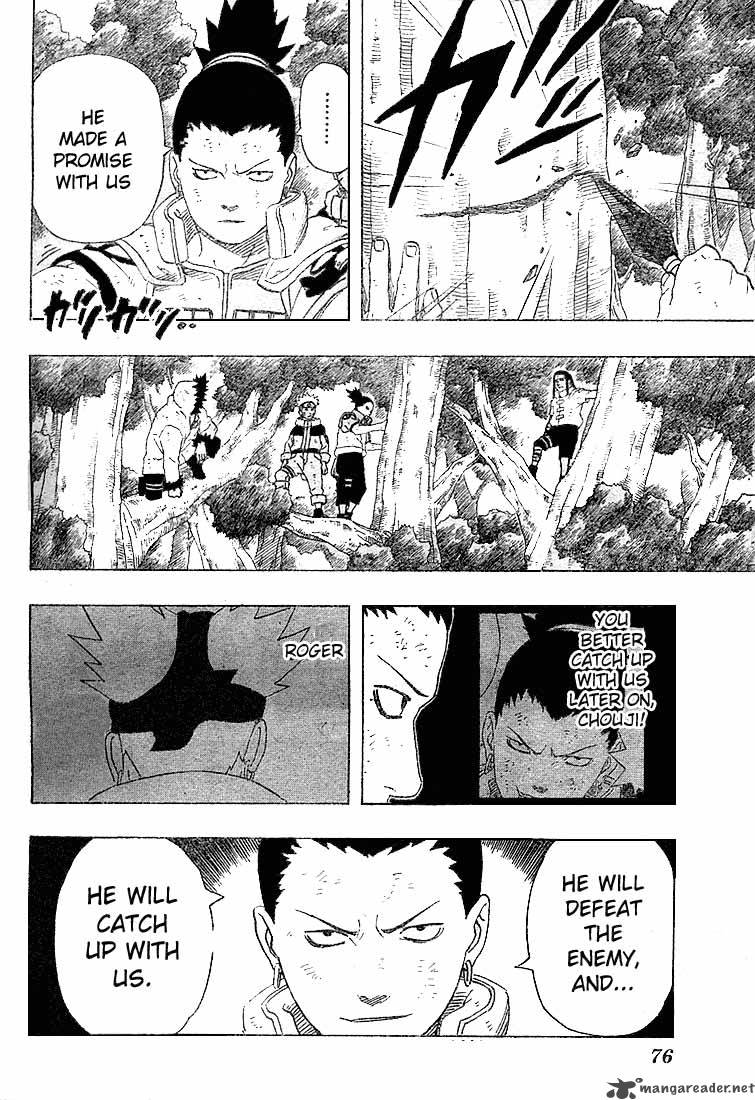 ガ
ッ
‥‥‥‥
HE
MADE A
PROMISE
WITH US
ガリガリ‥
YOU
BETTER
CATCH UP
WITH US
LATER ON,
CHOUJI!
ROGER
HE WILL
DEFEAT
THE
ENEMY,
AND...
HE WILL
CATCH
UP WITH
US.
76
mangareader.net